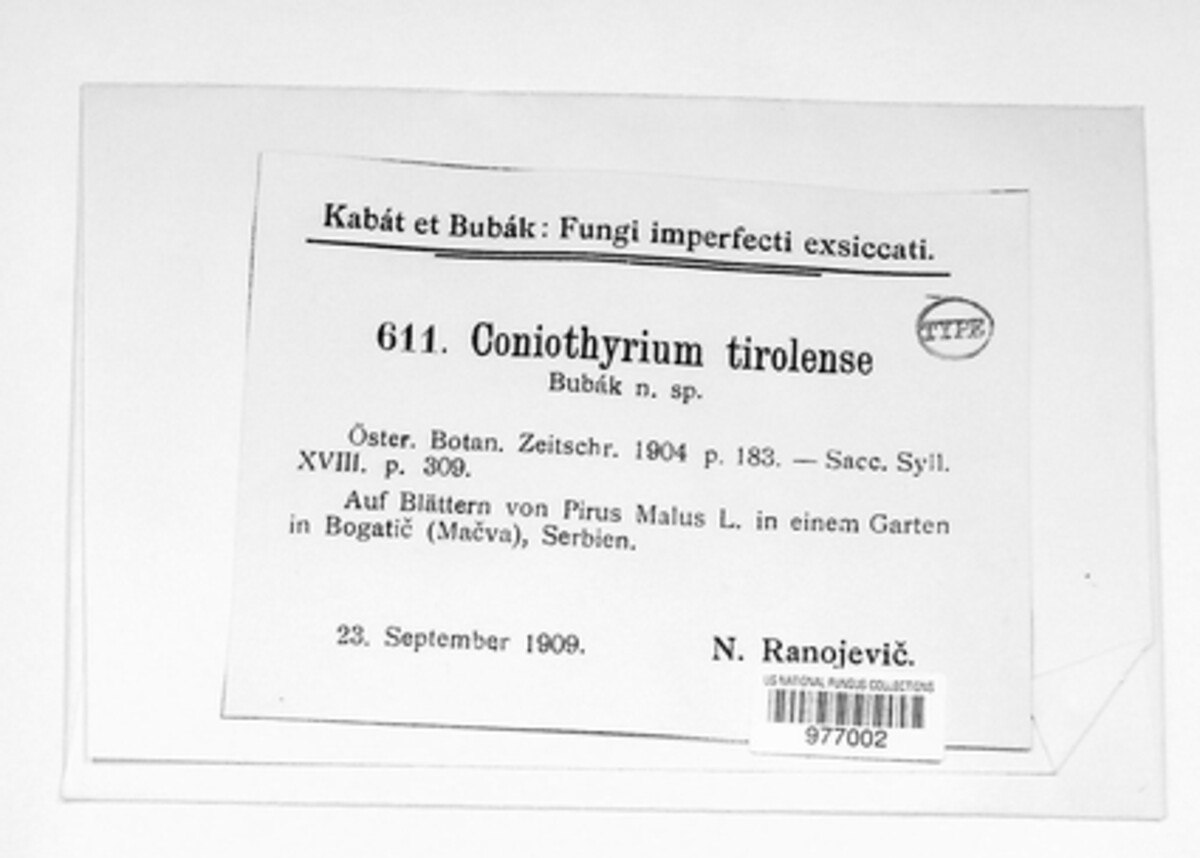 Kabát et Bubák: Fungi imperfecti exsiccati.
TYPE
611. Coniothyrium tirolense
Bubák n. sp.
Öster. Botan. Zeitschr. 1904 p. 183. — Sacc. Syll.
XVIII. p. 309.
Auf Blättern von Pirus Malus L. in einem Garten
in Bogatič (Mačva), Serbien.
23. September 1909.
N. Ranojevič.
US NATIONAL FUNGUS COLLECTIONS
977002